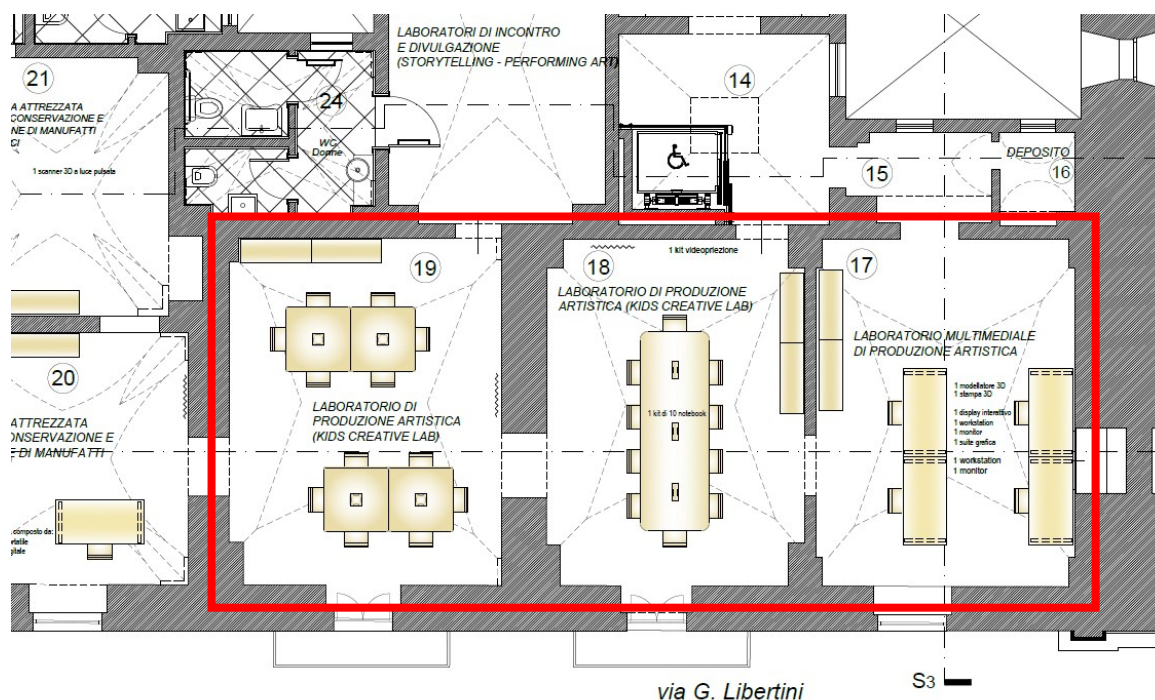 LABORATORI DI INCONTRO
E DIVULGAZIONE
(STORYTELLING - PERFORMING ART)
21
A ATTREZZATA
CONSERVAZIONE E
NE DI MANUFATTI
CI
1 scanner 3D a luce pulsata
24
WC
Donne
14
15
DEPOSITO
16
19
LABORATORIO DI
PRODUZIONE ARTISTICA
(KIDS CREATIVE LAB)
18
1 kit videopriezione
LABORATORIO DI PRODUZIONE
ARTISTICA (KIDS CREATIVE LAB)
1 kit di 10 notebook
17
LABORATORIO MULTIMEDIALE
DI PRODUZIONE ARTISTICA
1 modellatore 3D
1 stampa 3D
1 display interattivo
1 workstation
1 monitor
1 suite grafica
1 workstation
1 monitor
20
ATTREZZATA
CONSERVAZIONE E
E DI MANUFATTI
composto da:
ortatile
gitale
S3
via G. Libertini